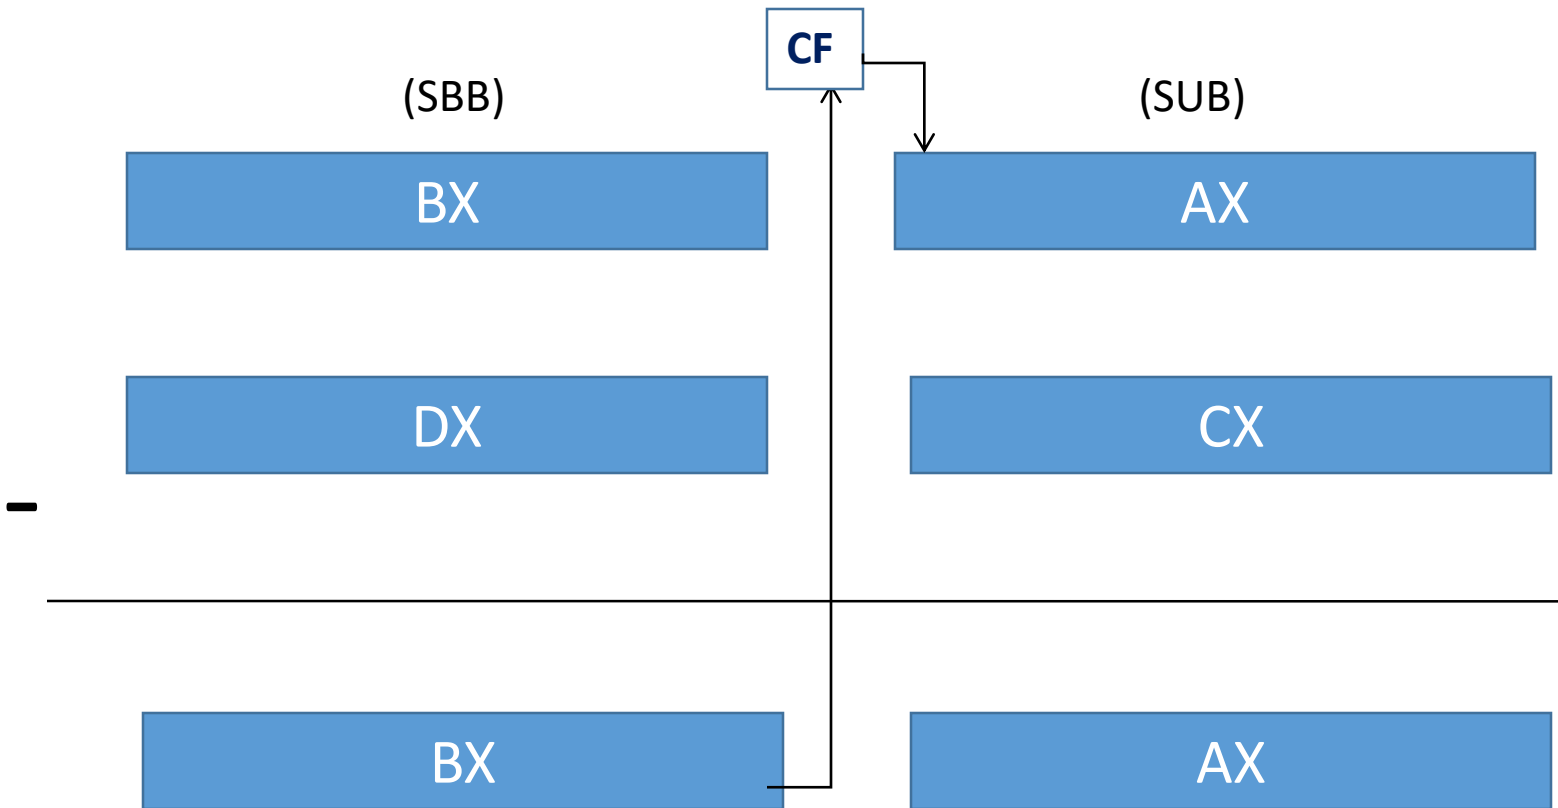 CF
(SBB) (SUB)
BX AX
DX CX
-
BX AX